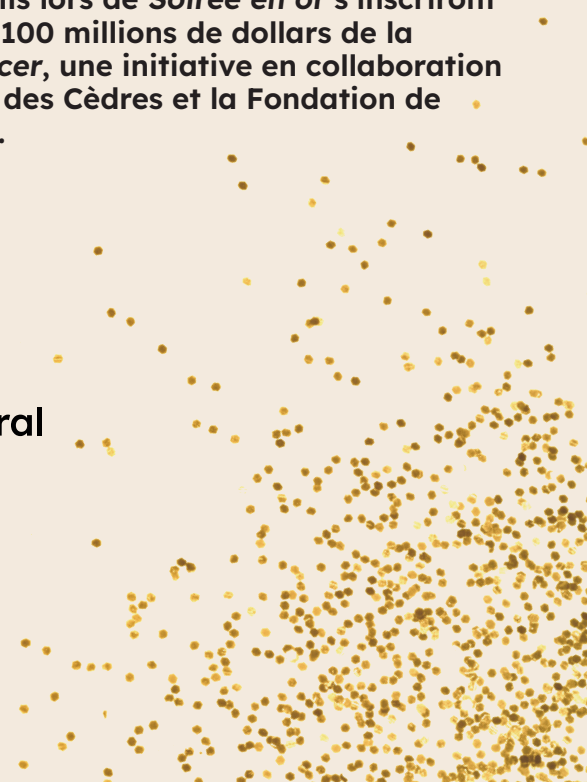 lors de Soirée en or s'inscriront
100 millions de dollars de la
cer, une initiative en collaboration
des Cèdres et la Fondation de
.
ral